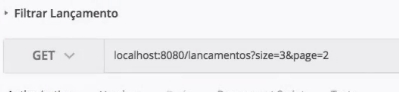 Filtrar Lançamento
GET localhost:8080/lancamentos?size=3&page=2